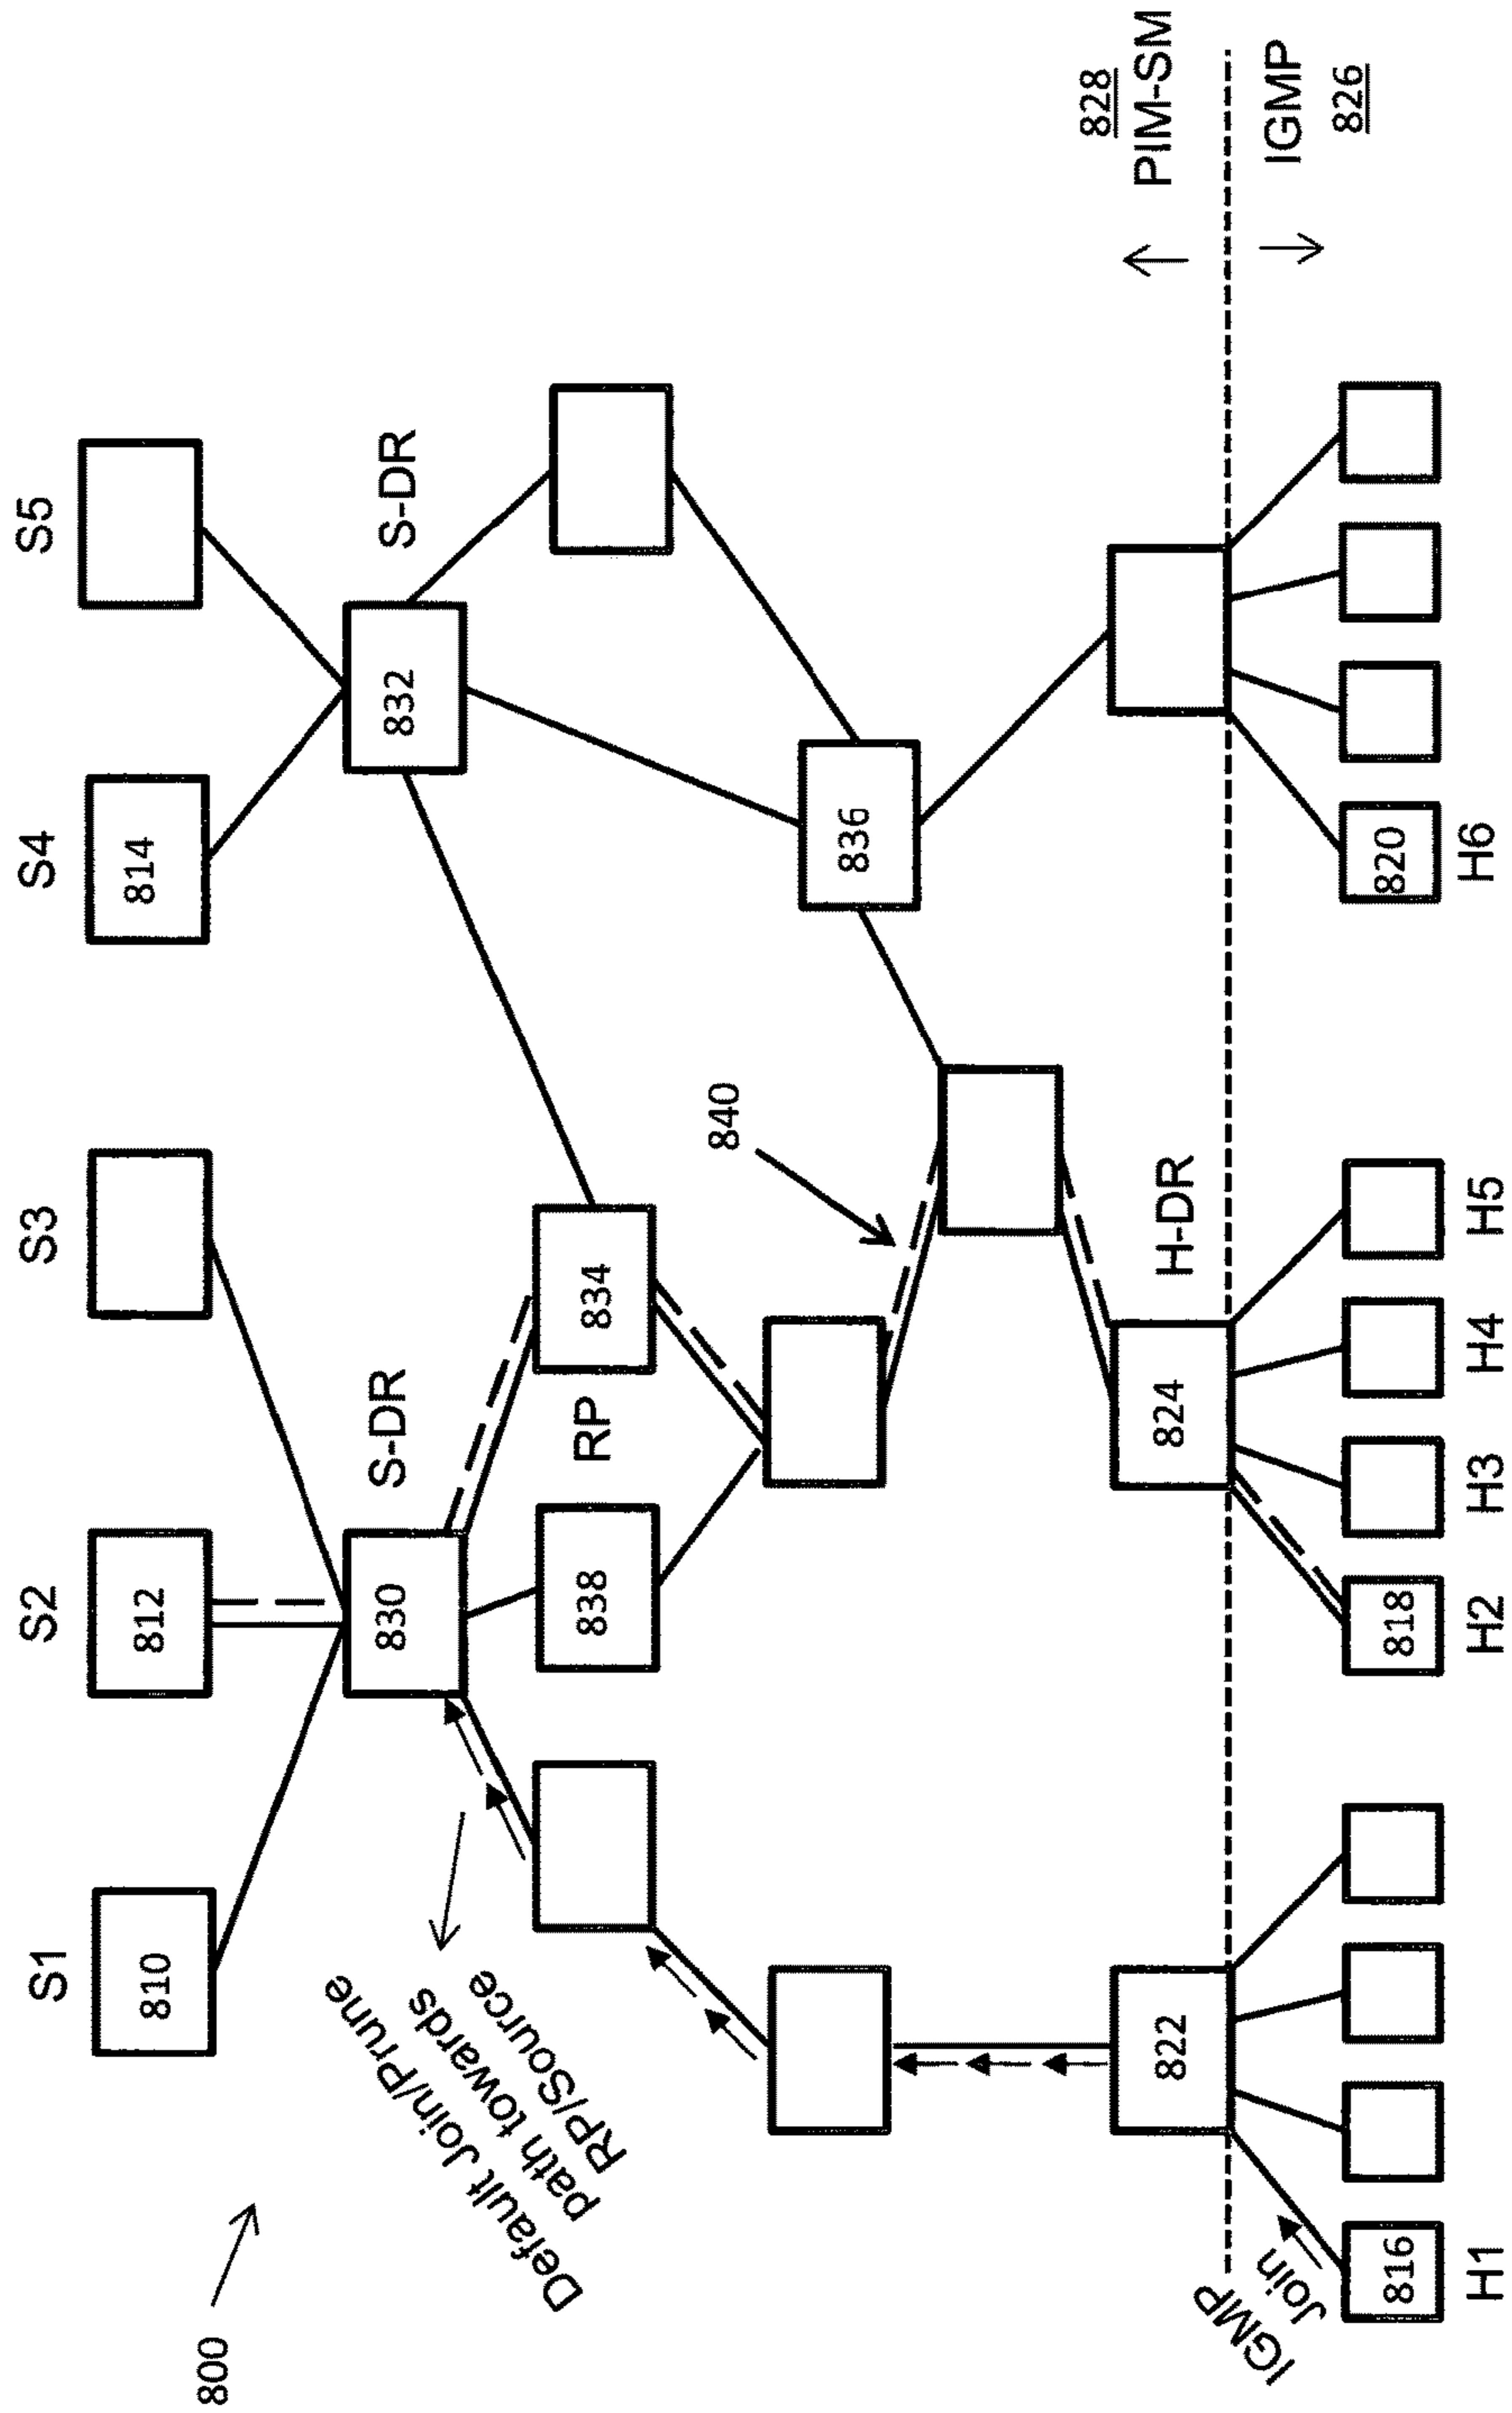 800
S1
S2
S3
S4
S5
810
812
814
S-DR
S-DR
830
832
Default Join/Prune
path towards
RP/Source
838
RP
834
840
836
H-DR
822
824
828
PIM-SM
IGMP
826
IGMP
Join
816
818
820
H1
H2
H3
H4
H5
H6